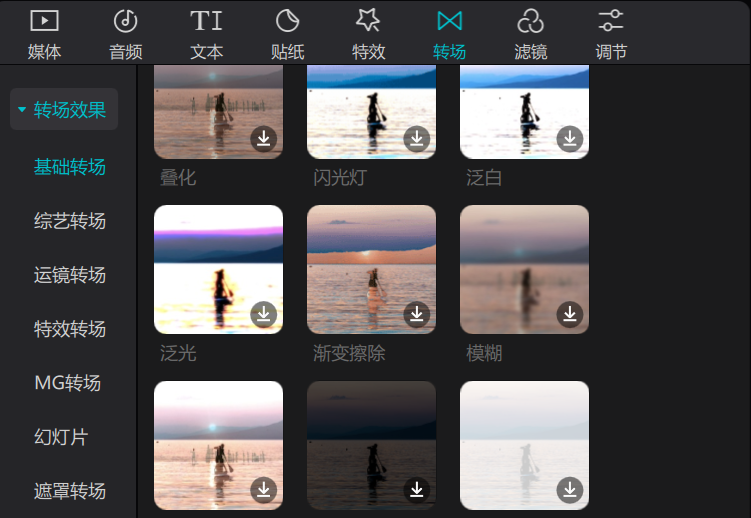 媒体 音频 文本 贴纸 特效 转场 滤镜 调节
转场效果
基础转场
综艺转场
运镜转场
特效转场
MG转场
幻灯片
遮罩转场
叠化 闪光灯 泛白
泛光 渐变擦除 模糊